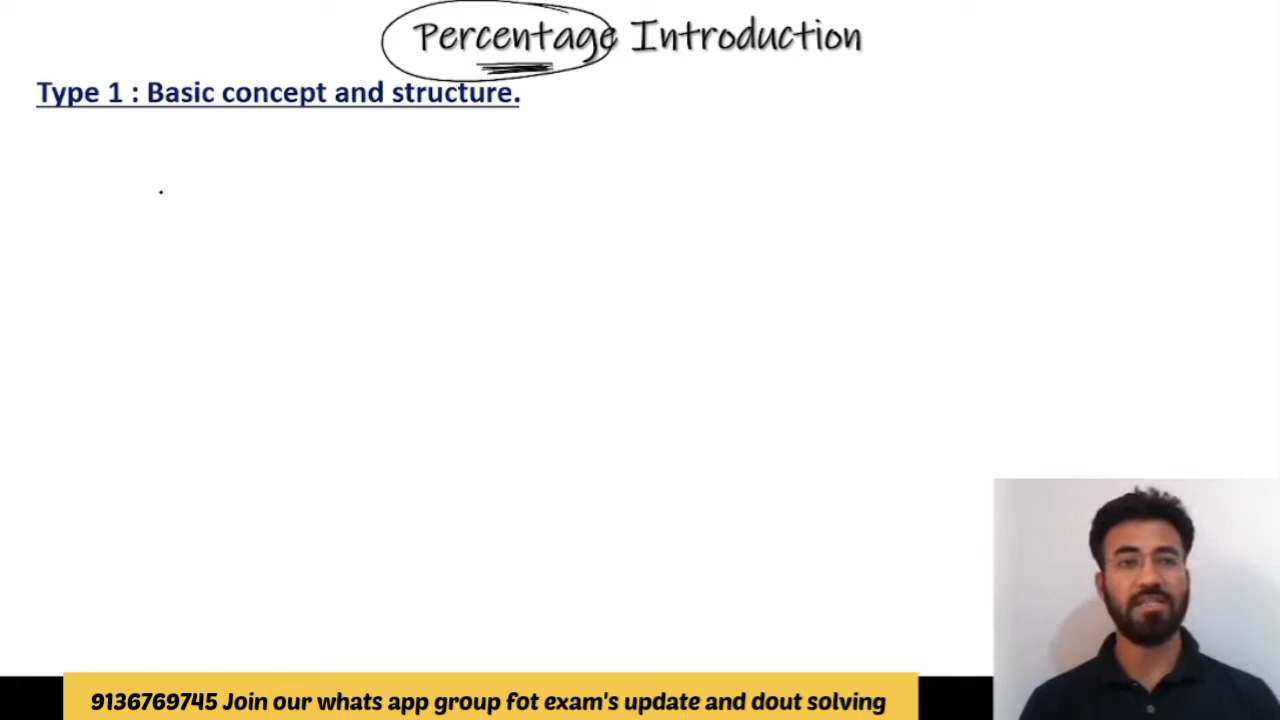 Percentage Introduction
Type 1 : Basic concept and structure.
9136769745 Join our whats app group fot exam's update and dout solving